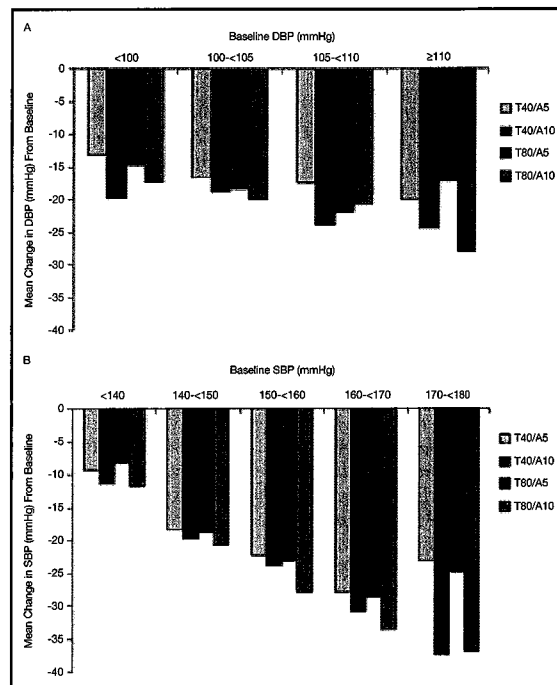 A
Baseline DBP (mmHg)
<100 100-<105 105-<110 ≥110
0
-5
-10
-15
-20
-25
-30
-35
-40
Mean Change in DBP (mmHg) From Baseline
T40/A5
T40/A10
T80/A5
T80/A10
B
Baseline SBP (mmHg)
<140 140-<150 150-<160 160-<170 170-<180
0
-5
-10
-15
-20
-25
-30
-35
-40
Mean Change in SBP (mmHg) From Baseline
T40/A5
T40/A10
T80/A5
T80/A10